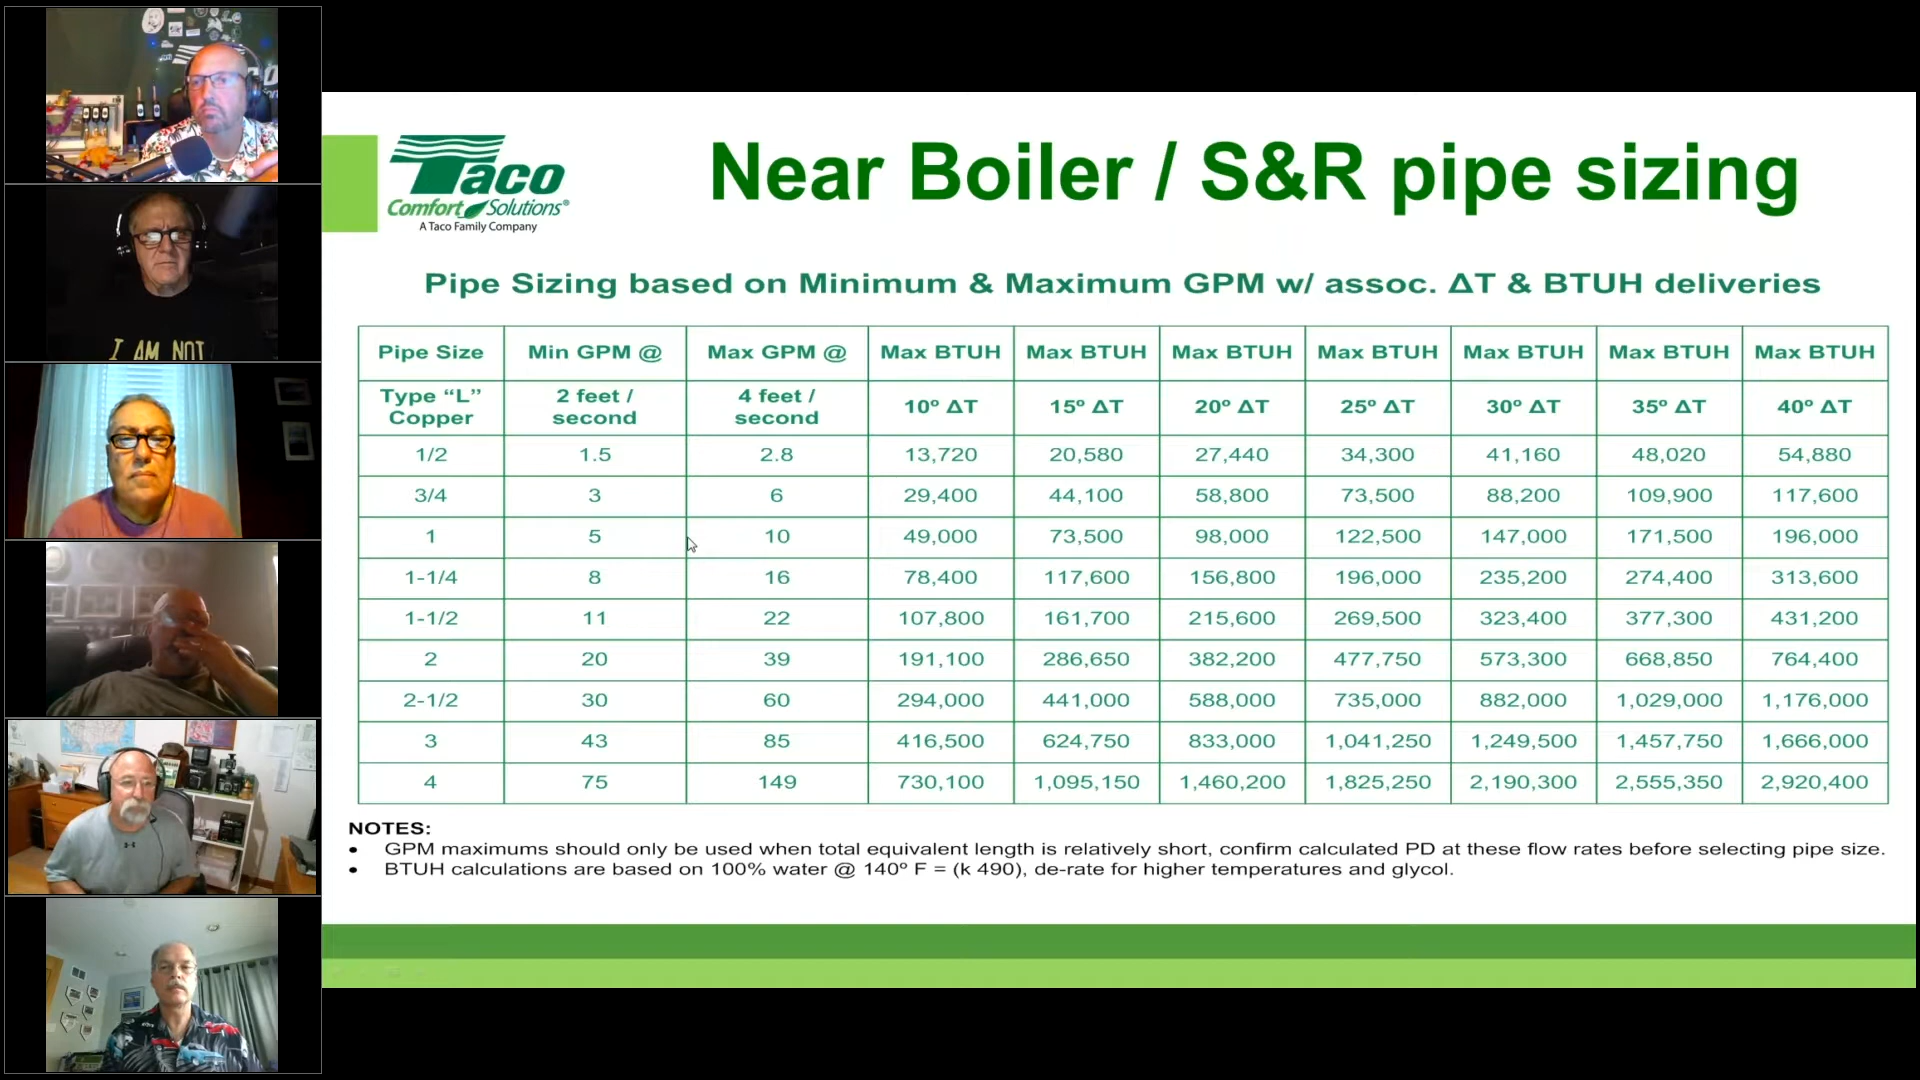 I AM NOT
Taco
Comfort Solutions®
A Taco Family Company
Near Boiler / S&R pipe sizing
Pipe Sizing based on Minimum & Maximum GPM w/ assoc. ΔT & BTUH deliveries
Pipe Size Min GPM @ Max GPM @ Max BTUH Max BTUH Max BTUH Max BTUH Max BTUH Max BTUH Max BTUH
Type “L” Copper 2 feet / second 4 feet / second 10º ΔT 15º ΔT 20º ΔT 25º ΔT 30º ΔT 35º ΔT 40º ΔT
1/2 1.5 2.8 13,720 20,580 27,440 34,300 41,160 48,020 54,880
3/4 3 6 29,400 44,100 58,800 73,500 88,200 109,900 117,600
1 5 10 49,000 73,500 98,000 122,500 147,000 171,500 196,000
1-1/4 8 16 78,400 117,600 156,800 196,000 235,200 274,400 313,600
1-1/2 11 22 107,800 161,700 215,600 269,500 323,400 377,300 431,200
2 20 39 191,100 286,650 382,200 477,750 573,300 668,850 764,400
2-1/2 30 60 294,000 441,000 588,000 735,000 882,000 1,029,000 1,176,000
3 43 85 416,500 624,750 833,000 1,041,250 1,249,500 1,457,750 1,666,000
4 75 149 730,100 1,095,150 1,460,200 1,825,250 2,190,300 2,555,350 2,920,400
NOTES:
• GPM maximums should only be used when total equivalent length is relatively short, confirm calculated PD at these flow rates before selecting pipe size.
• BTUH calculations are based on 100% water @ 140º F = (k 490), de-rate for higher temperatures and glycol.